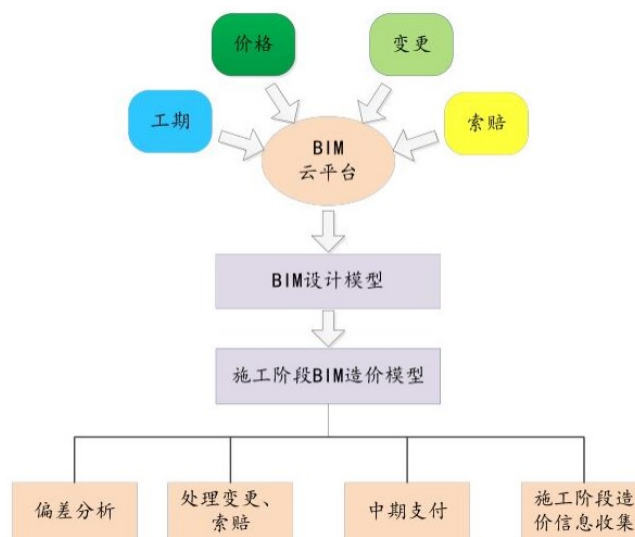 价格
变更
工期
索赔
BIM
云平台
BIM设计模型
施工阶段BIM造价模型
偏差分析
处理变更、
索赔
中期支付
施工阶段造
价信息收集